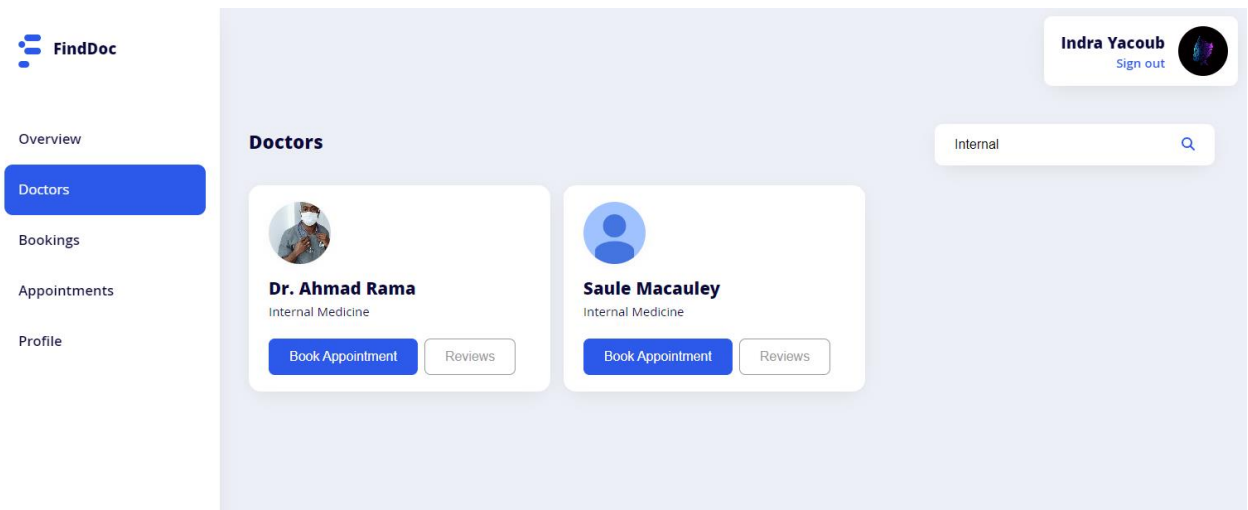 FindDoc
Indra Yacoub
Sign out
Overview
Doctors
Bookings
Appointments
Profile
Doctors
Internal
Dr. Ahmad Rama
Internal Medicine
Book Appointment Reviews
Saule Macauley
Internal Medicine
Book Appointment Reviews